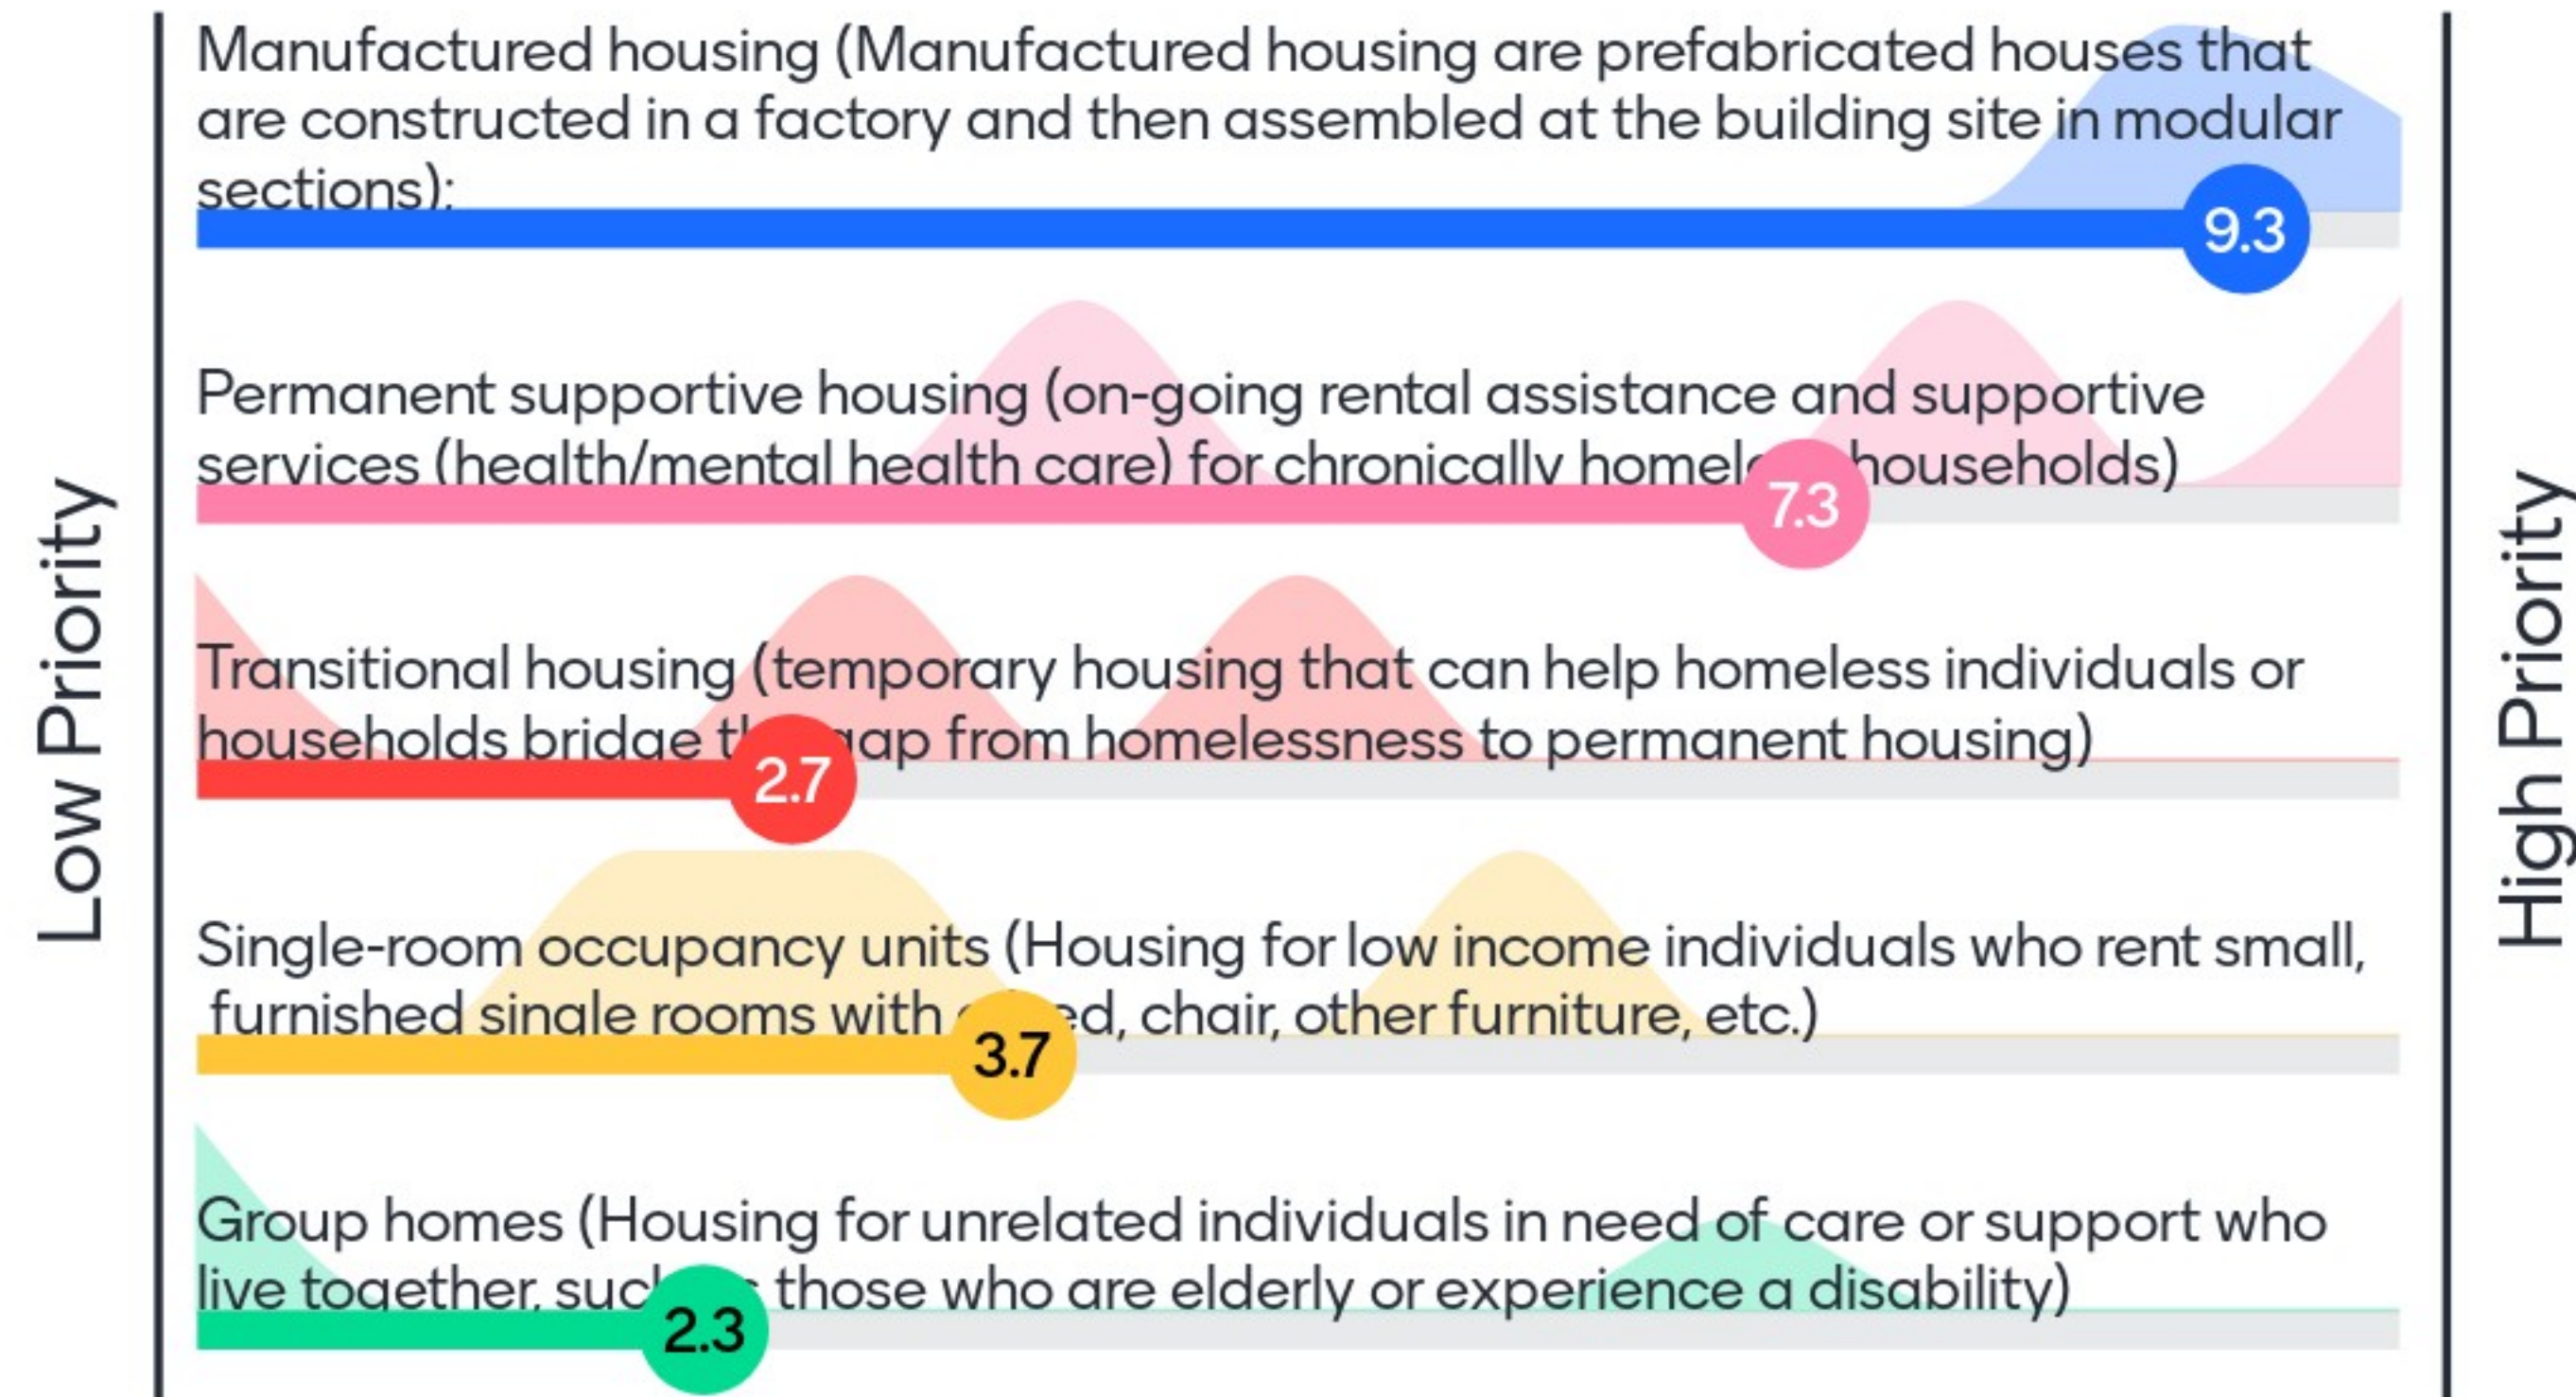 Manufactured housing (Manufactured housing are prefabricated houses that
are constructed in a factory and then assembled at the building site in modular
sections):
9.3
Permanent supportive housing (on-going rental assistance and supportive
services (health/mental health care) for chronically households)
7.3
Low Priority
High Priority
Transitional housing (temporary housing that can help homeless individuals or
households bridge gap from homelessness to permanent housing)
2.7
Single-room occupancy units (Housing for low income individuals who rent small,
furnished single rooms with chair, other furniture, etc.)
3.7
Group homes (Housing for unrelated individuals in need of care or support who
live together, those who are elderly or experience a disability)
2.3